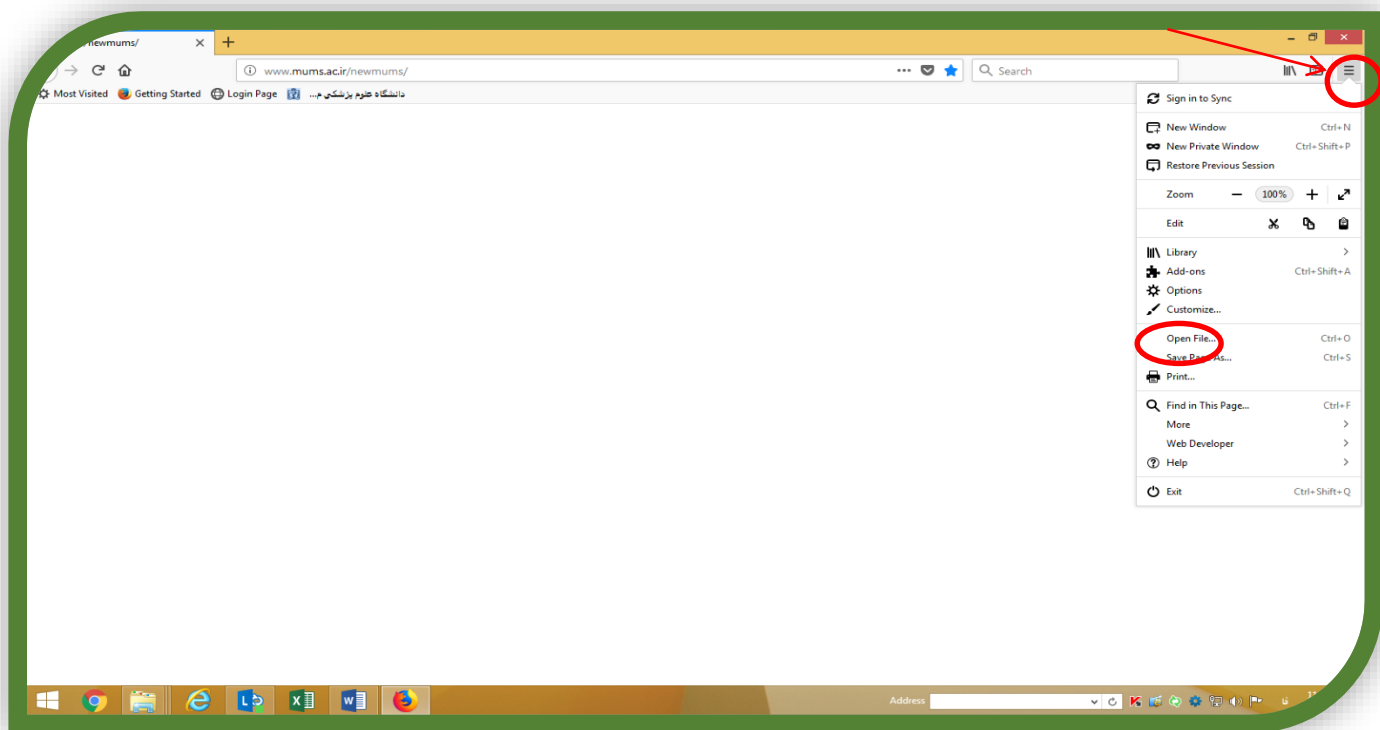 newmums/
www.mums.ac.ir/newmums/
Search
Most Visited Getting Started Login Page دانشگاه علوم پزشکی م...
Sign in to Sync
New Window Ctrl+N
New Private Window Ctrl+Shift+P
Restore Previous Session
Zoom 100%
Edit
Library
Add-ons Ctrl+Shift+A
Options
Customize...
Open File... Ctrl+O
Save Page As... Ctrl+S
Print...
Find in This Page... Ctrl+F
More
Web Developer
Help
Exit Ctrl+Shift+Q
Address